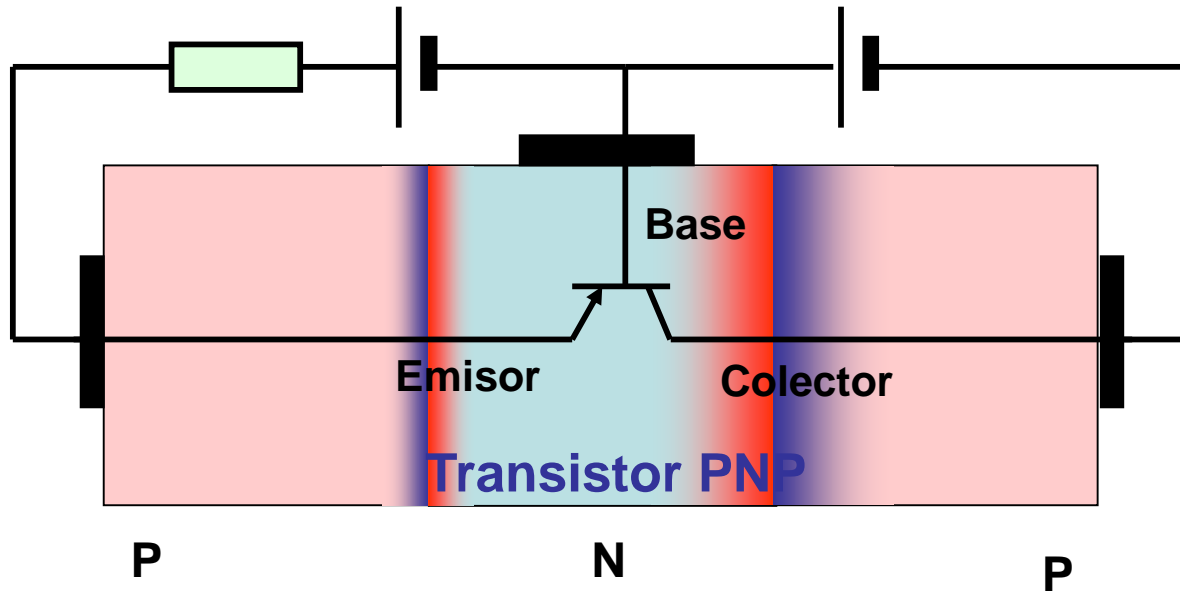 Base
Emisor
Colector
Transistor PNP
P
N
P